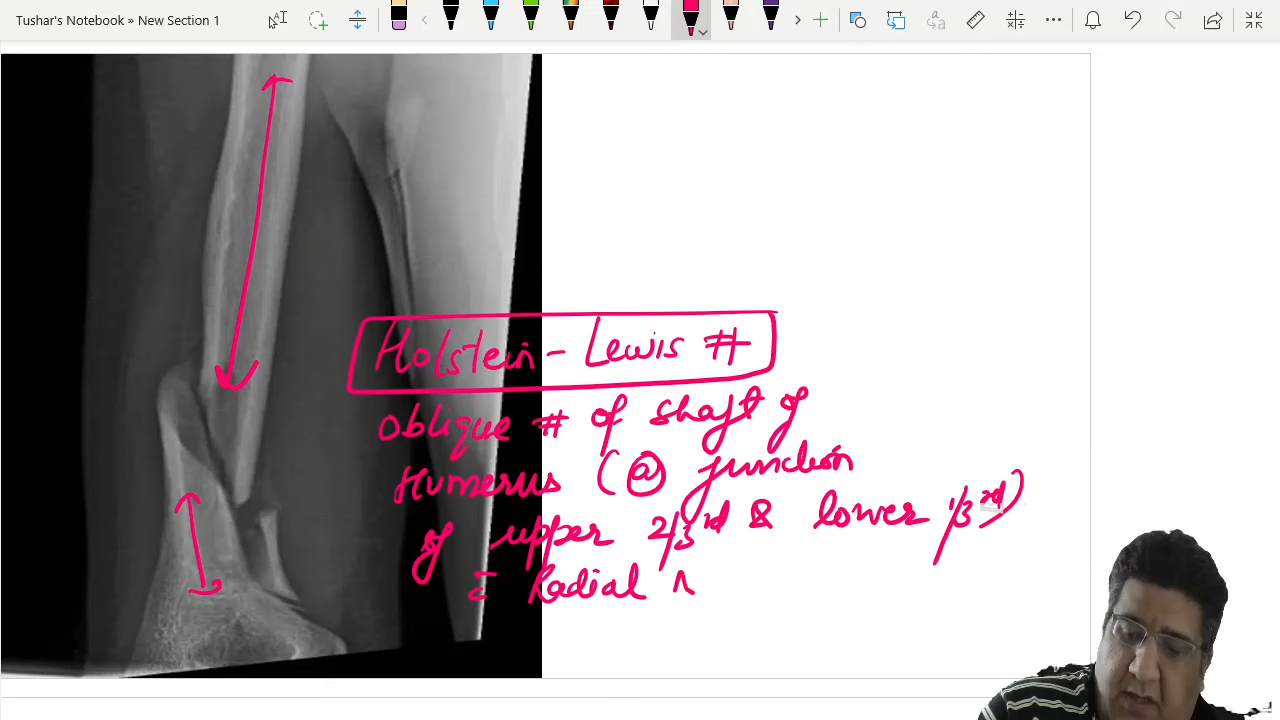 Tushar's Notebook » New Section 1
Holstein - Lewis #
Oblique # of shaft of
Humerus (@ junction
of upper 2/3rd & lower 1/3rd)
c̄ Radial N